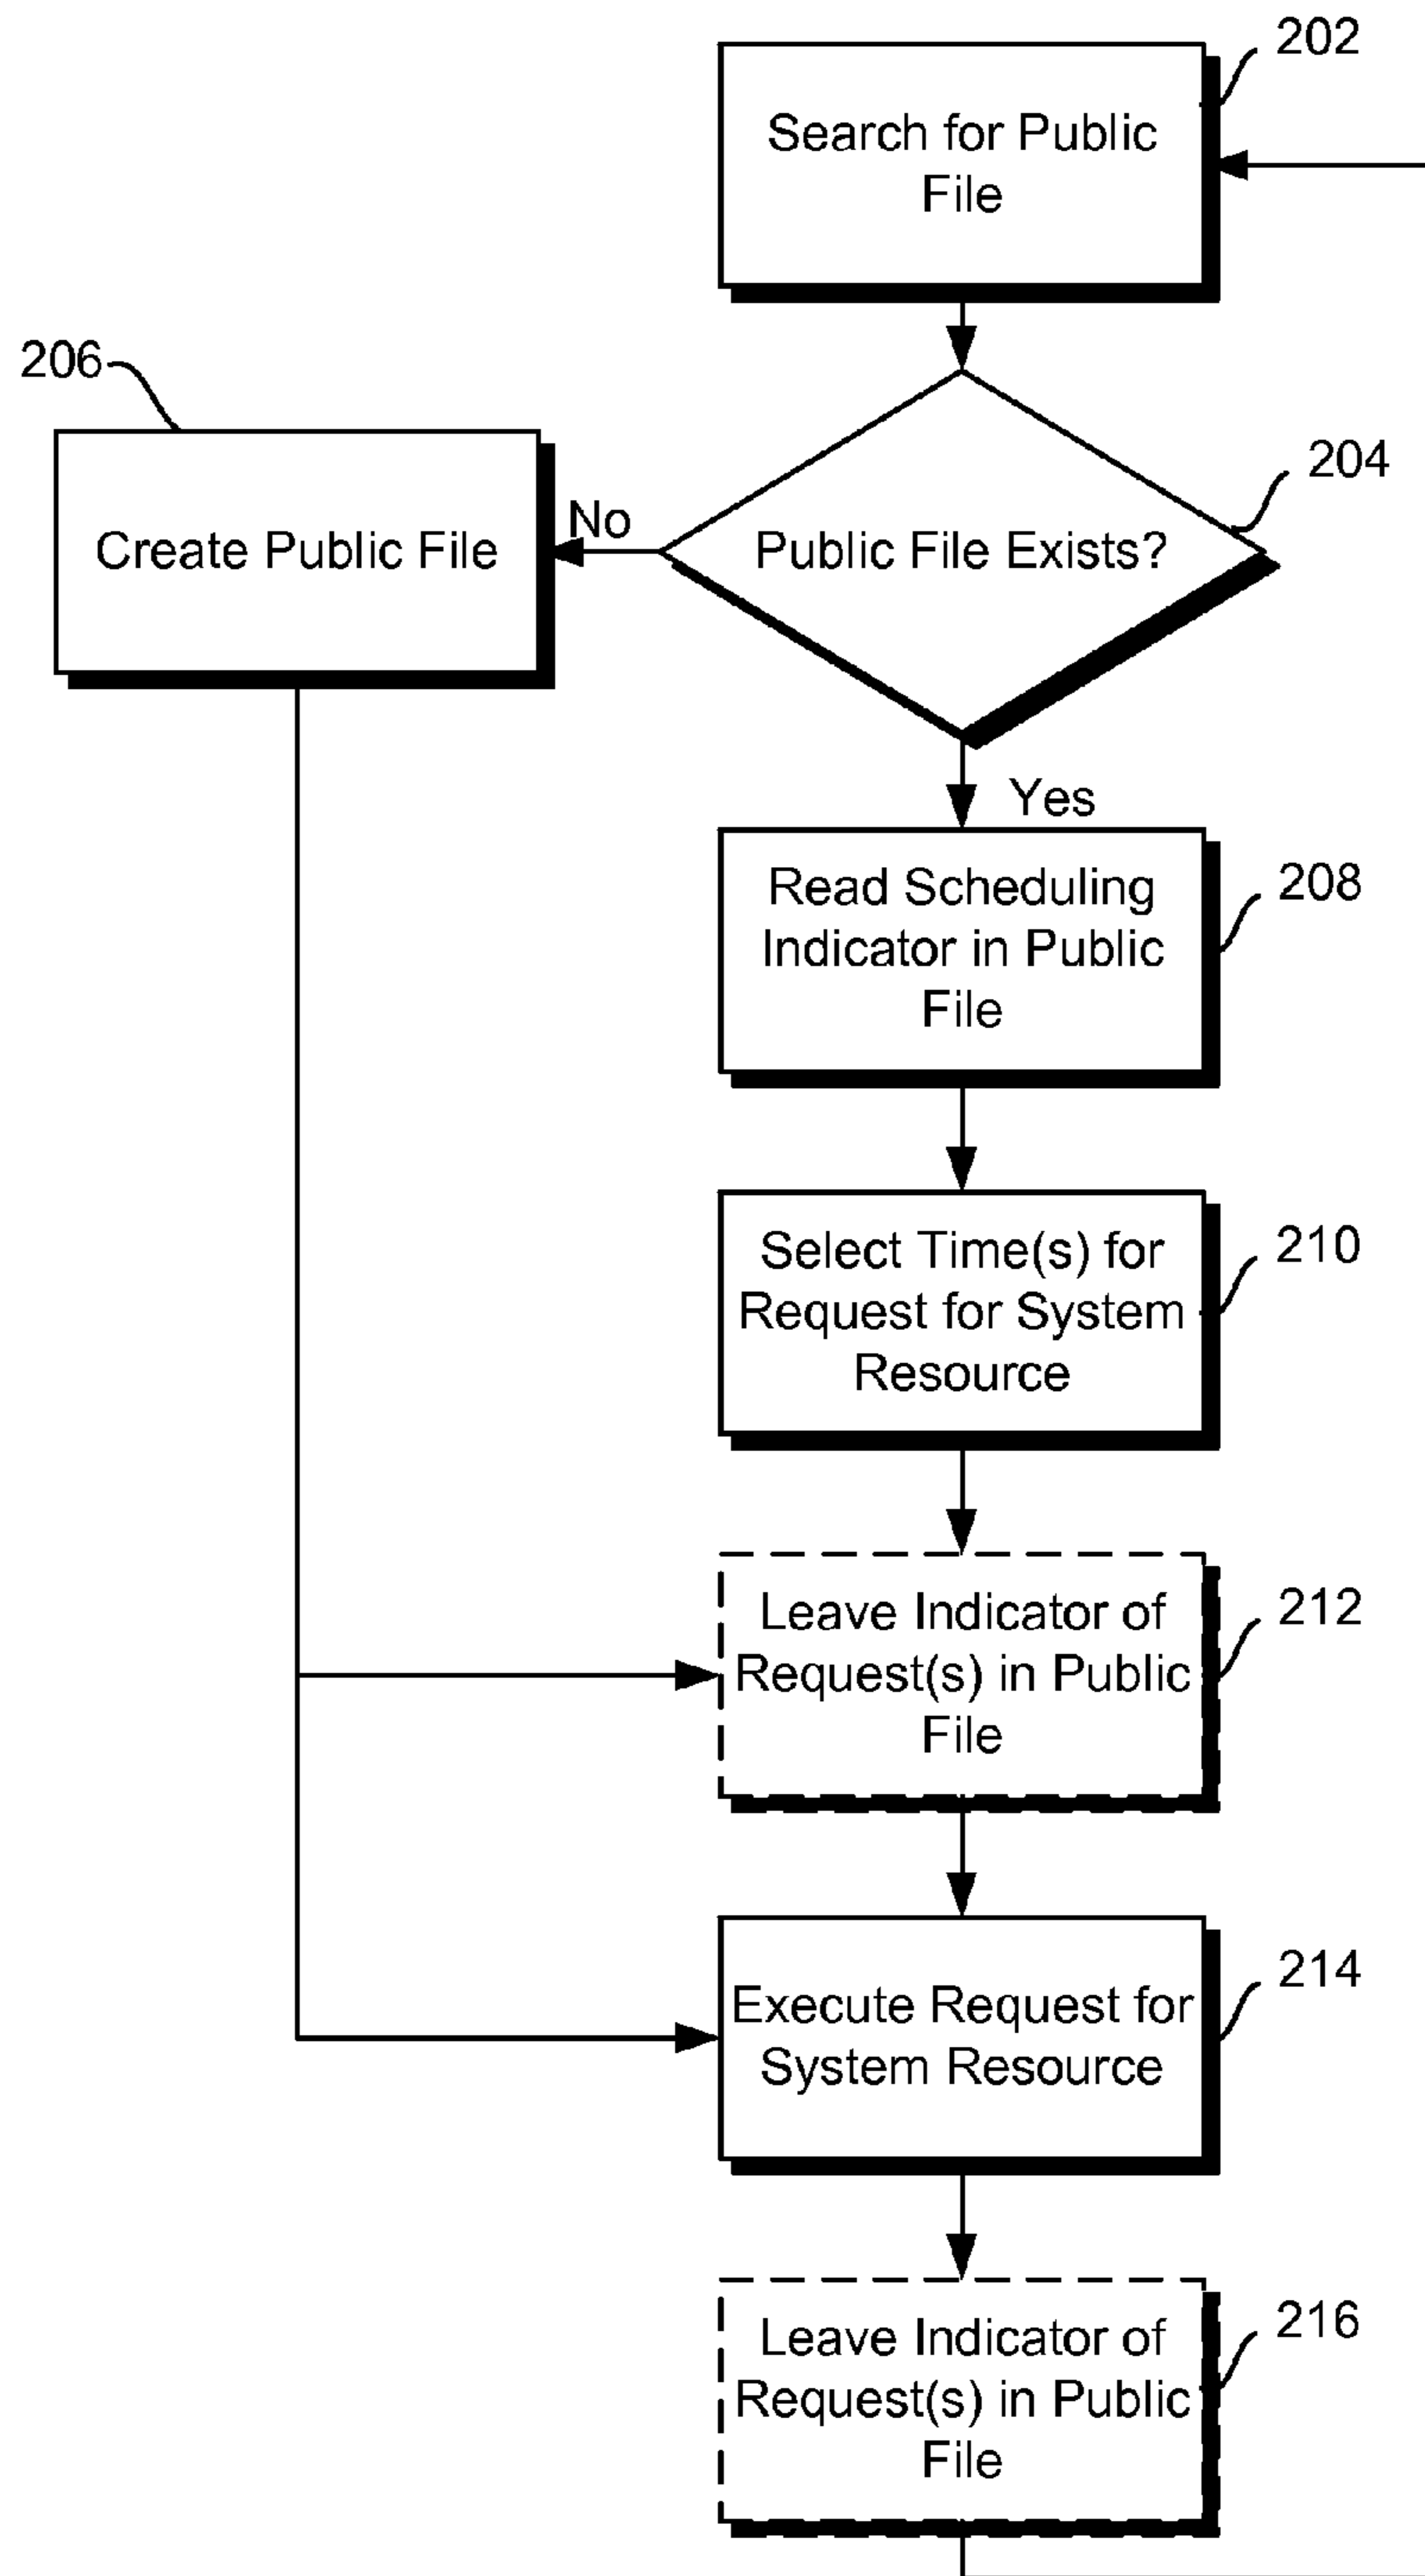 202
Search for Public
File
206
204
No
Create Public File
Public File Exists?
Yes
208
Read Scheduling
Indicator in Public
File
210
Select Time(s) for
Request for System
Resource
212
Leave Indicator of
Request(s) in Public
File
214
Execute Request for
System Resource
216
Leave Indicator of
Request(s) in Public
File